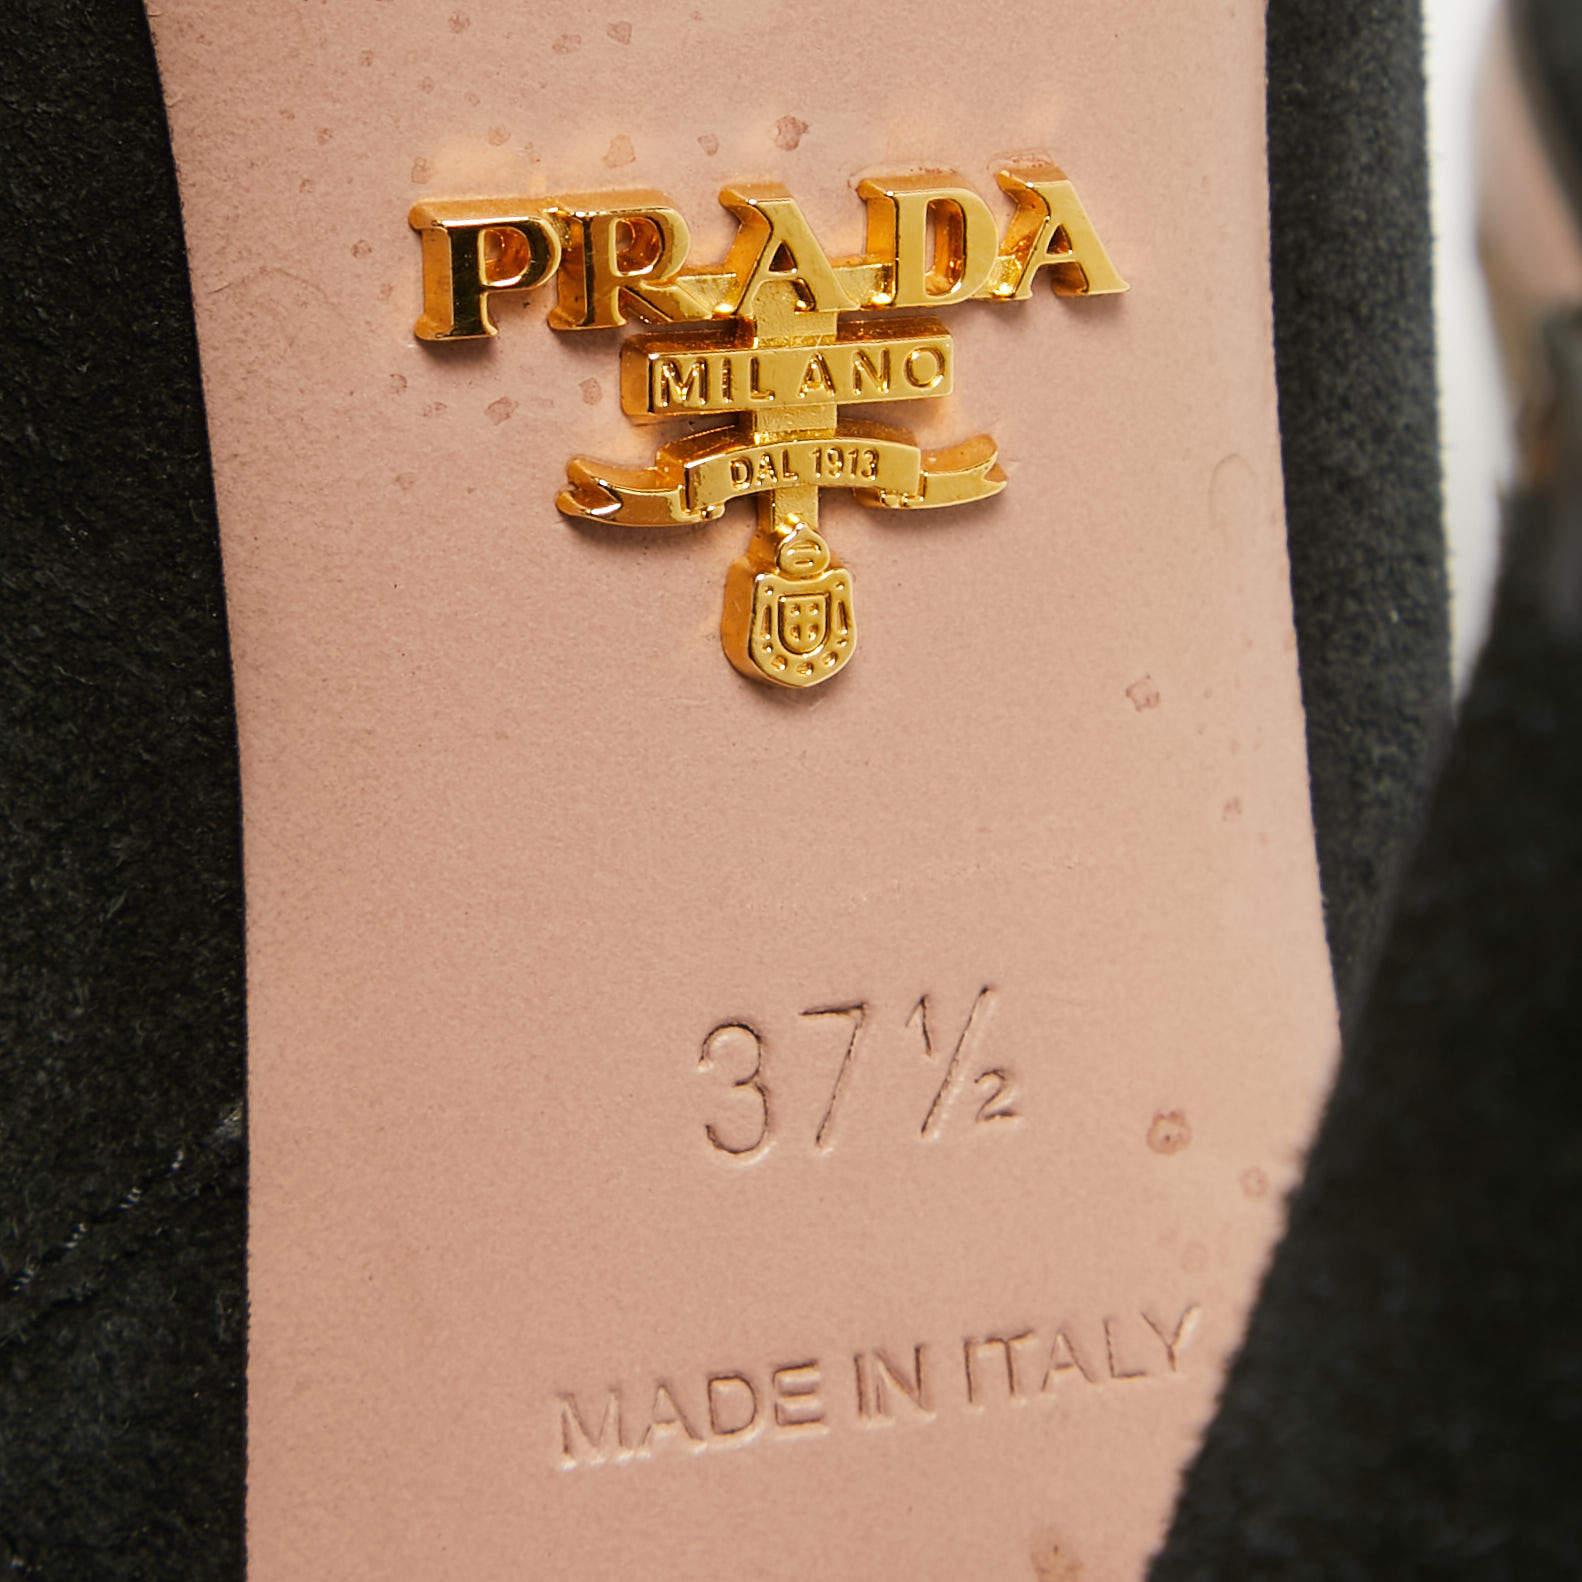 PRADA
MILANO
DAL 1913
37½
MADE IN ITALY